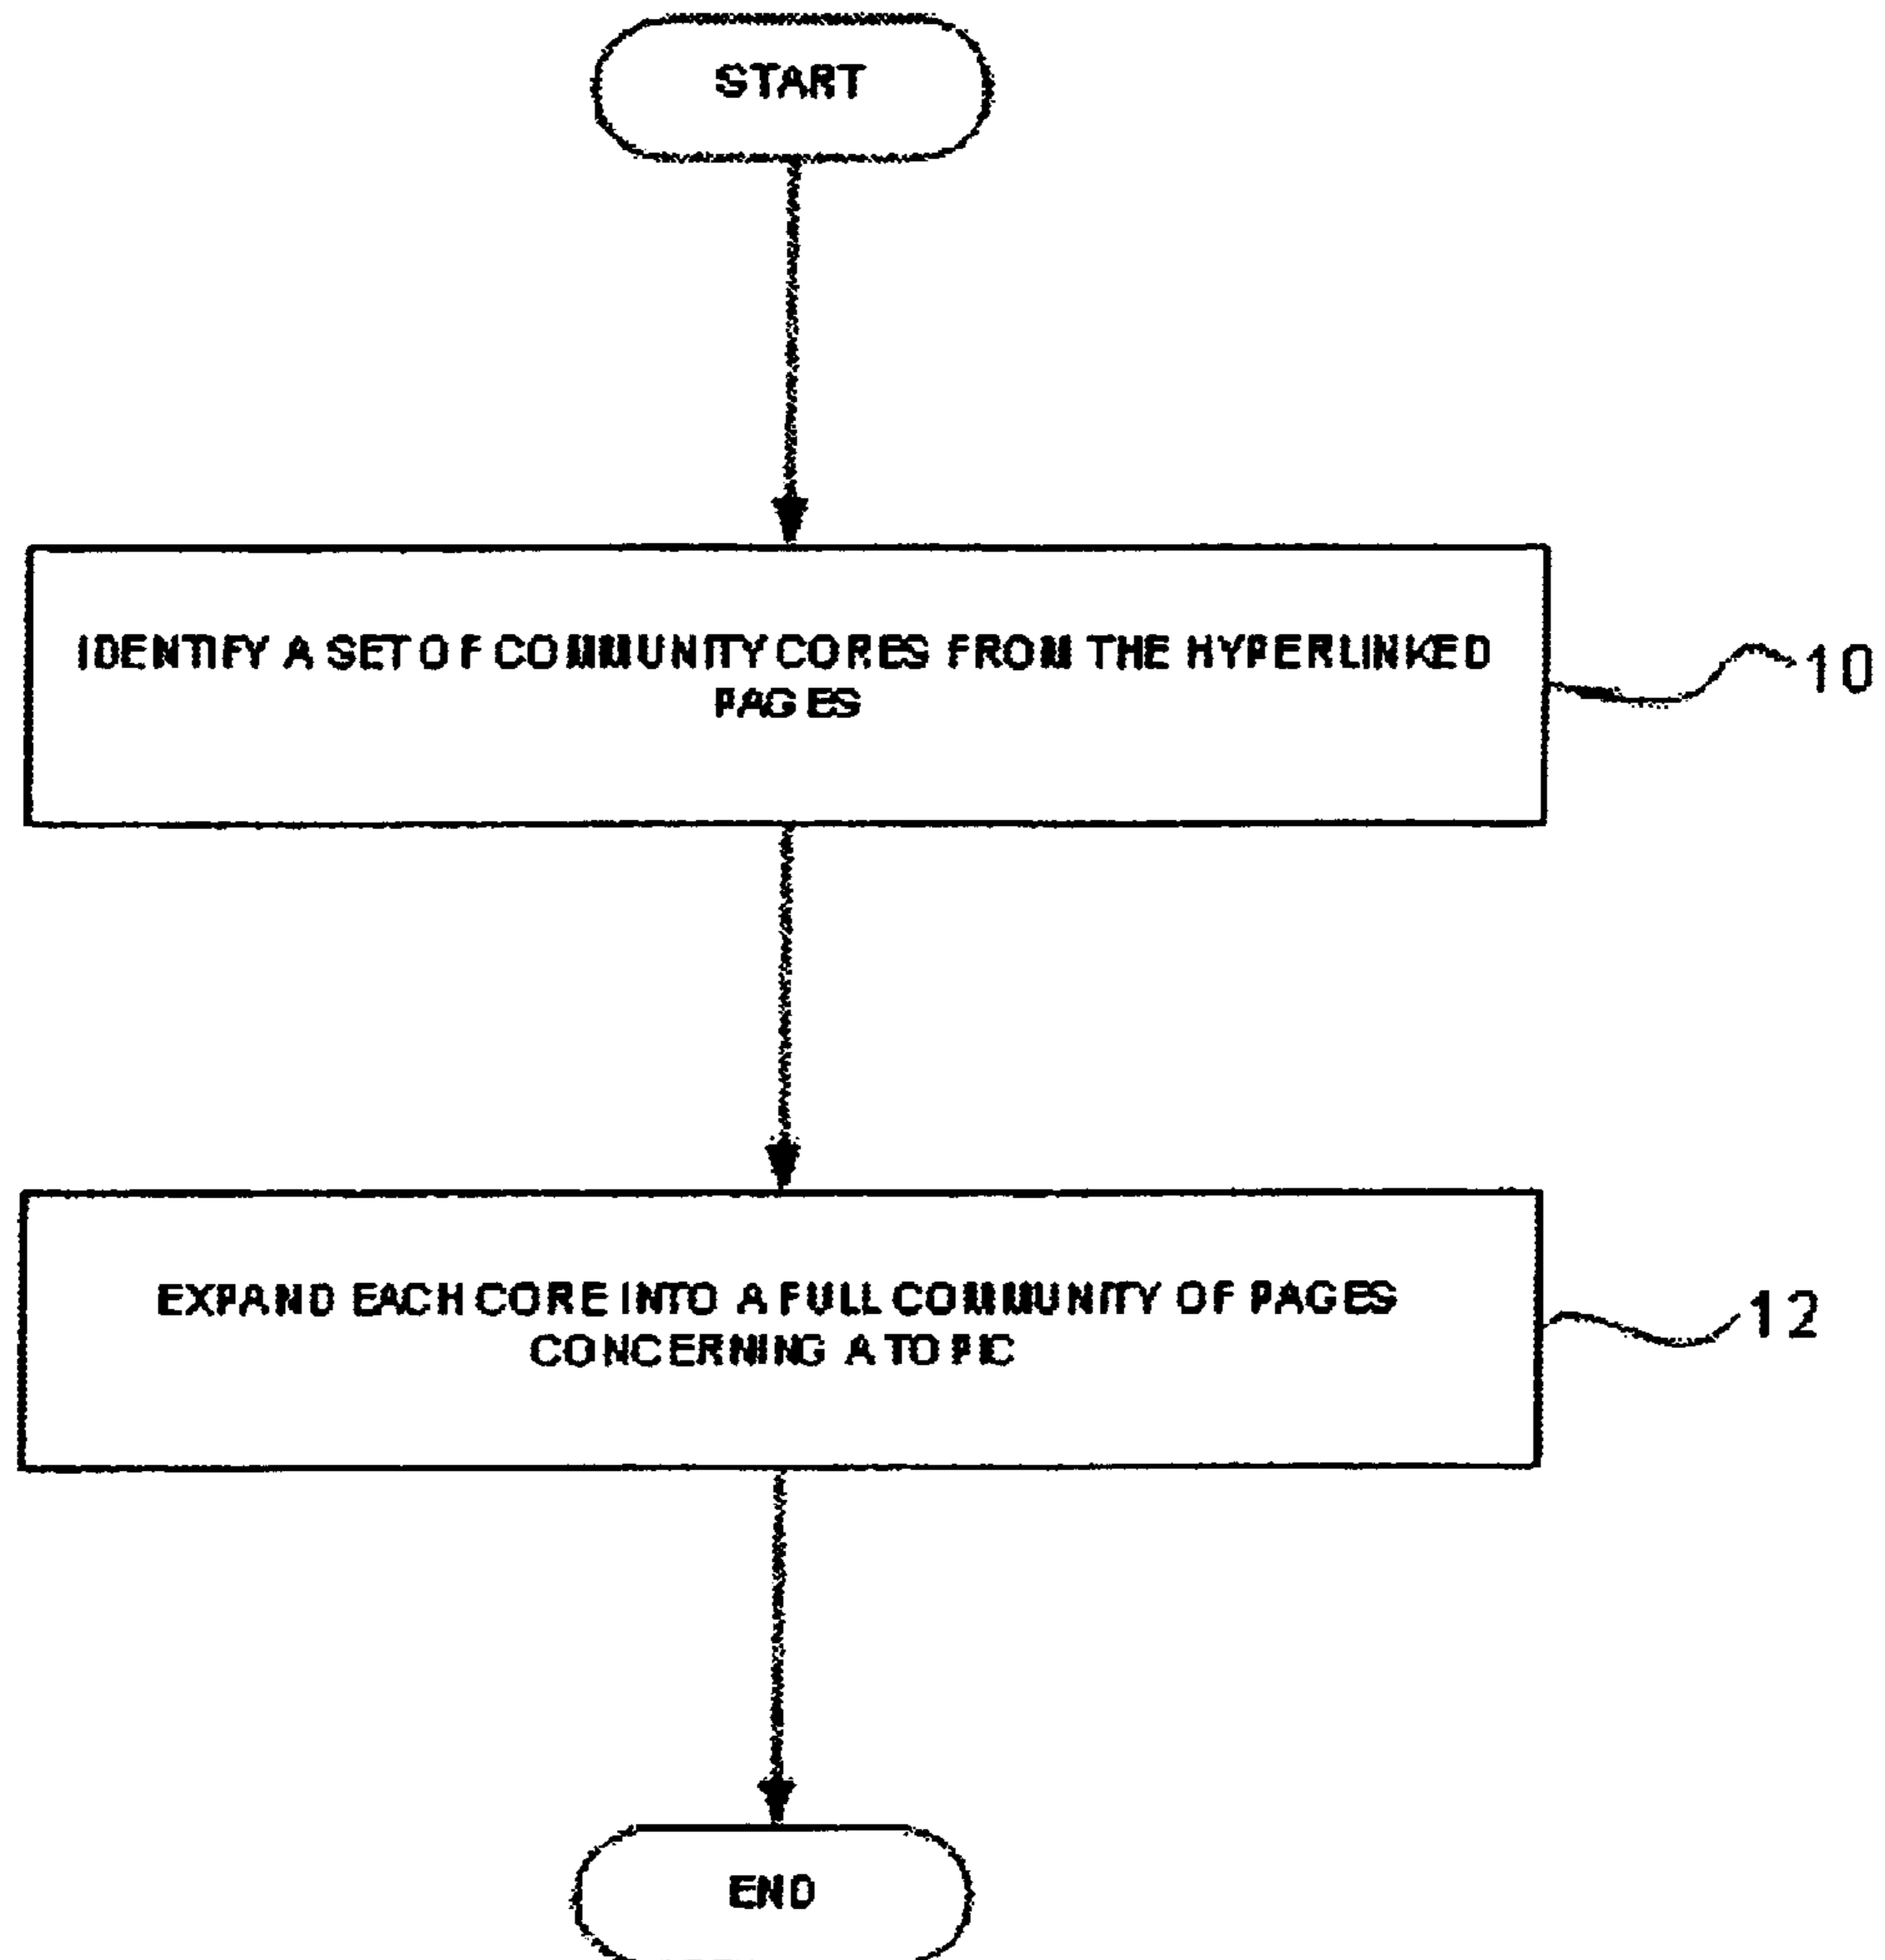 START
IDENTIFY A SET OF COMMUNITY CORES FROM THE HYPERLINKED
PAGES
10
EXPAND EACH CORE INTO A FULL COMMUNITY OF PAGES
CONCERNING A TOPIC
12
END